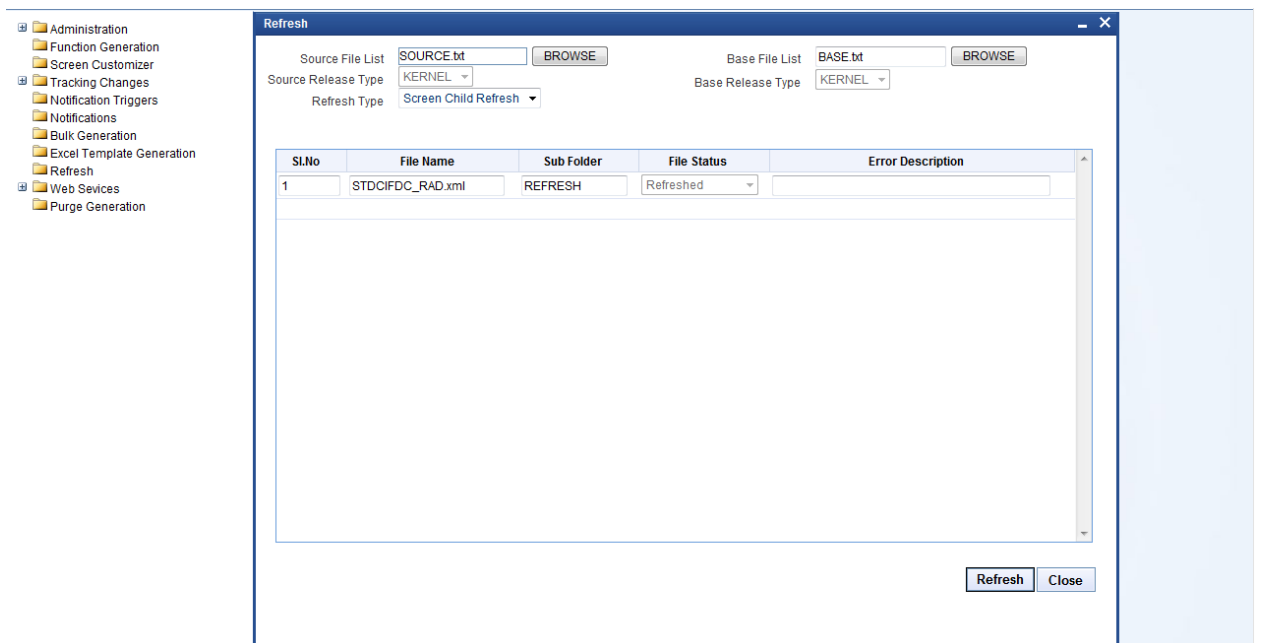 Administration
Function Generation
Screen Customizer
Tracking Changes
Notification Triggers
Notifications
Bulk Generation
Excel Template Generation
Refresh
Web Sevices
Purge Generation
Refresh
Source File List SOURCE.txt BROWSE Base File List BASE.txt BROWSE
Source Release Type KERNEL Base Release Type KERNEL
Refresh Type Screen Child Refresh
Sl.No File Name Sub Folder File Status Error Description
1 STDCIFDC_RAD.xml REFRESH Refreshed
Refresh Close